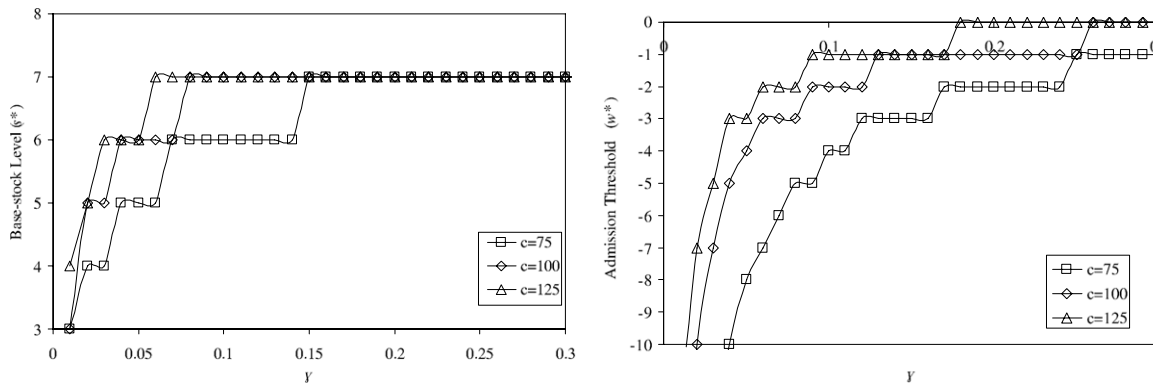 8
7
6
5
4
3
0
0.05
0.1
0.15
0.2
0.25
0.3
Base-stock Level (s*)
γ
c=75
c=100
c=125
0
-1
-2
-3
-4
-5
-6
-7
-8
-9
-10
0
0,1
0,2
0,
Admission Threshold (w*)
γ
c=75
c=100
c=125